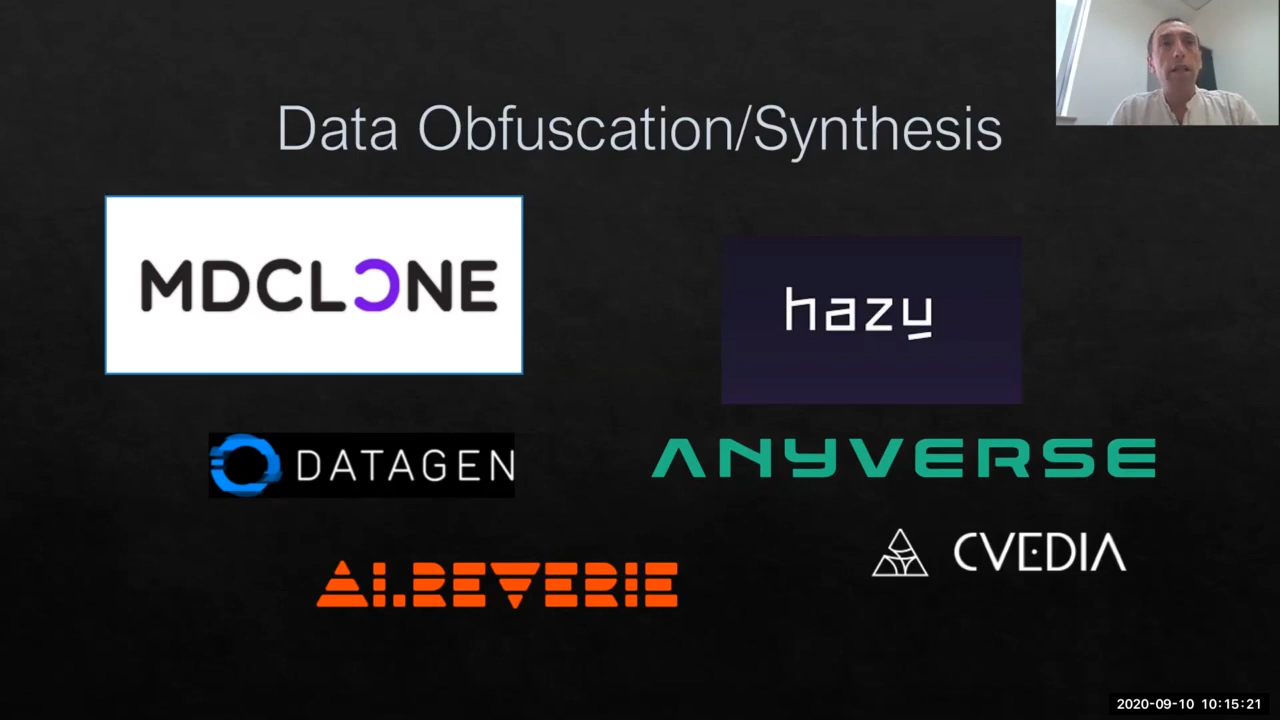 Data Obfuscation/Synthesis
MDCLONE
hazy
DATAGEN
ANYVERSE
CVEDIA
AI.REVERIE
2020-09-10 10:15:21